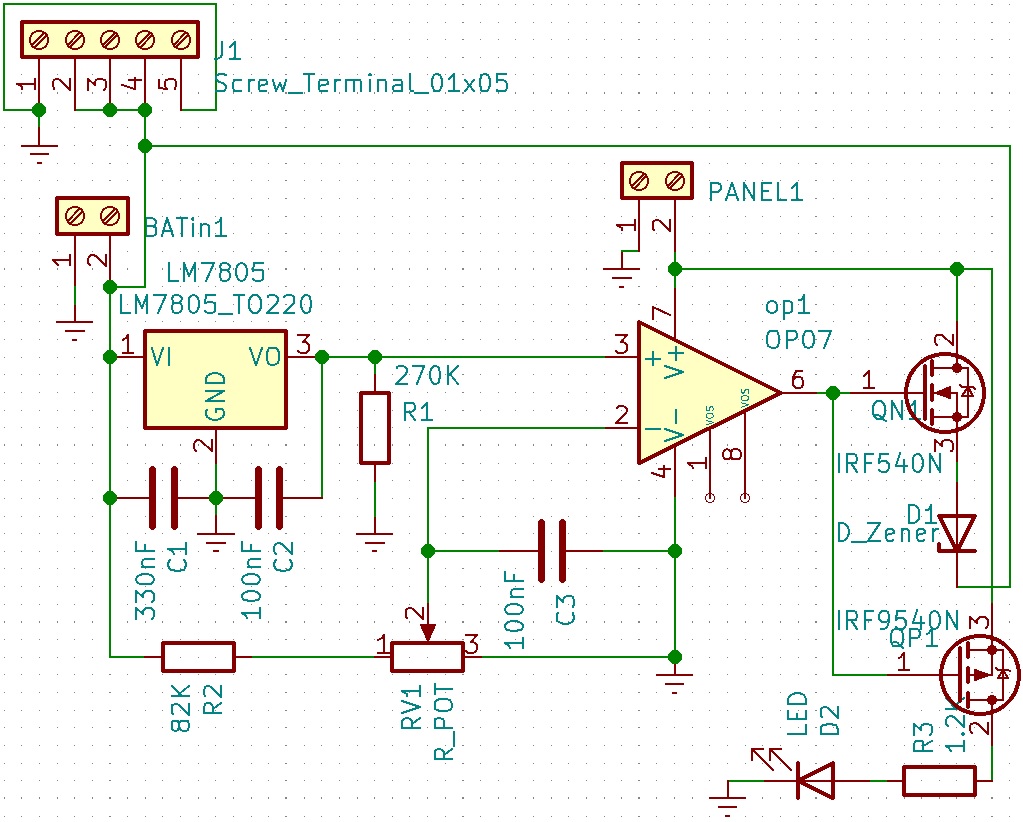 J1
1 2 3 4 5
Screw_Terminal_01x05
PANEL1
1 2
BATin1
1 2
LM7805
LM7805_TO220
1 VI VO 3
GND
2
op1
OP07
7
3 + V+
2 - V-
4
vos
vos
1 8
6
270K
R1
1
2
QN1
3
IRF540N
D1
D_Zener
330nF
C1
100nF
C2
100nF
C3
IRF9540N
QP1
3
1
2
2
1 3
82K
R2
RV1
R_POT
LED
D2
R3